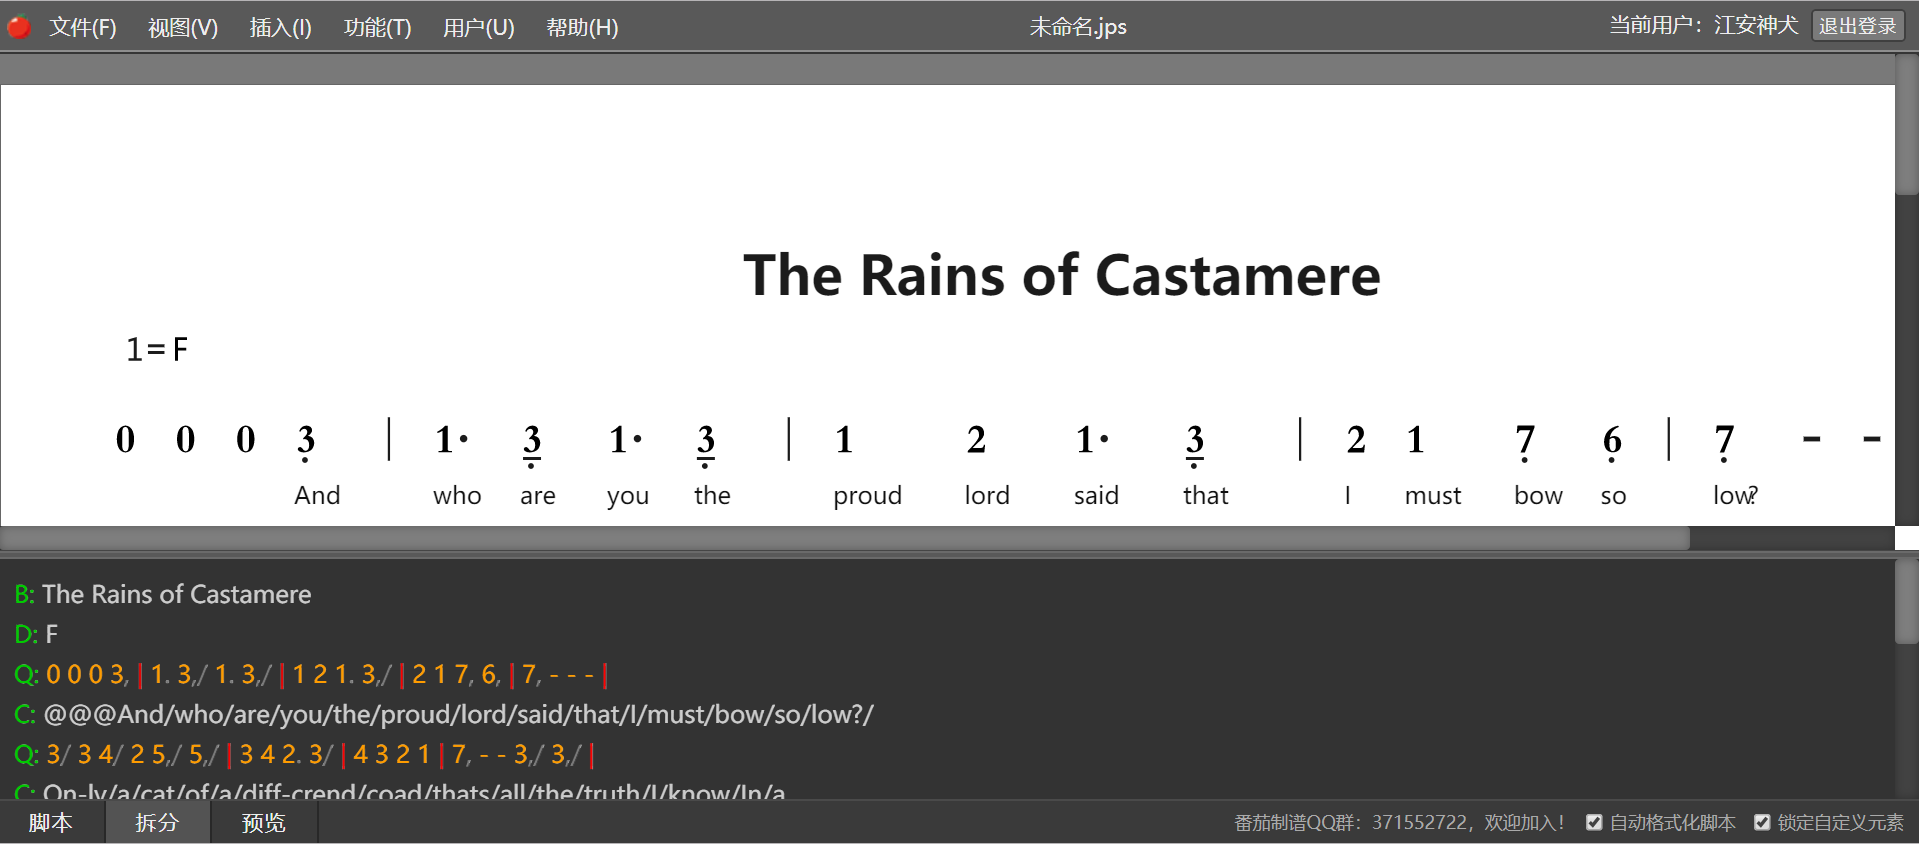 文件(F) 视图(V) 插入(I) 功能(T) 用户(U) 帮助(H) 未命名.jps 当前用户：江安神犬 退出登录
The Rains of Castamere
1=F
0 0 0 3 | 1· 3 1· 3 | 1 2 1· 3 | 2 1 7 6 | 7 - -
And who are you the proud lord said that I must bow so low?
B: The Rains of Castamere
D: F
Q: 0 0 0 3, | 1. 3,/ 1. 3,/ | 1 2 1. 3,/ | 2 1 7, 6, | 7, - - - |
C: @@@And/who/are/you/the/proud/lord/said/that/I/must/bow/so/low?/
Q: 3/ 3 4/ 2 5,/ 5,/ | 3 4 2. 3/ | 4 3 2 1 | 7, - - 3,/ 3,/ |
C: On-ly/a/cat/of/a/diff-crend/coad/thats/all/the/truth/I/know/In/a
脚本 拆分 预览 番茄制谱QQ群：371552722，欢迎加入！ 自动格式化脚本 锁定自定义元素